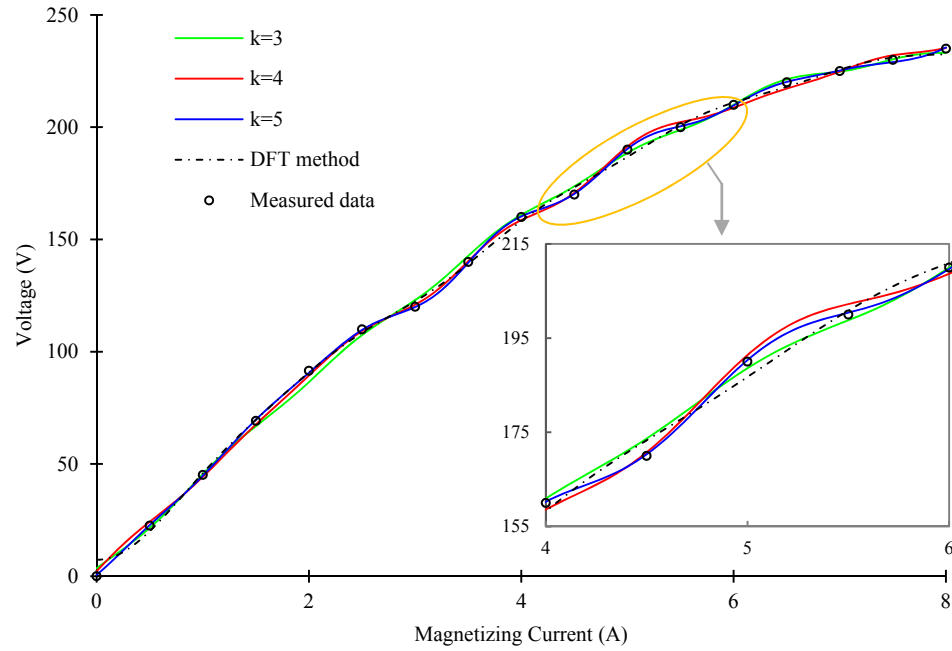 250
200
150
100
50
0
Voltage (V)
k=3
k=4
k=5
DFT method
Measured data
215
195
175
155
4 5 6
0 2 4 6 8
Magnetizing Current (A)